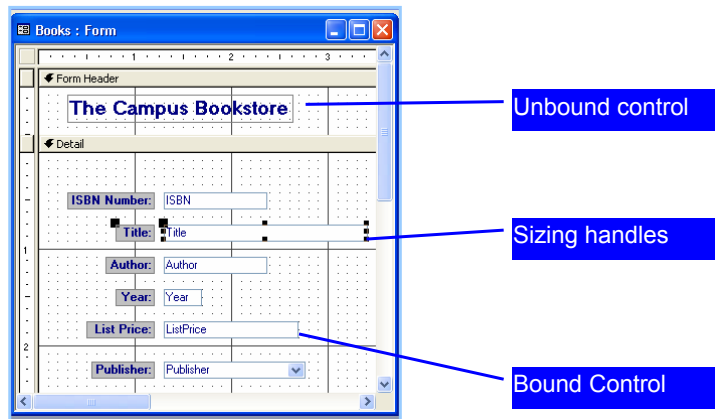 Books : Form
1 2 3
Form Header
The Campus Bookstore
Unbound control
Detail
ISBN Number: ISBN
Title: Title
Sizing handles
1
Author: Author
Year: Year
List Price: ListPrice
2
Publisher: Publisher
Bound Control